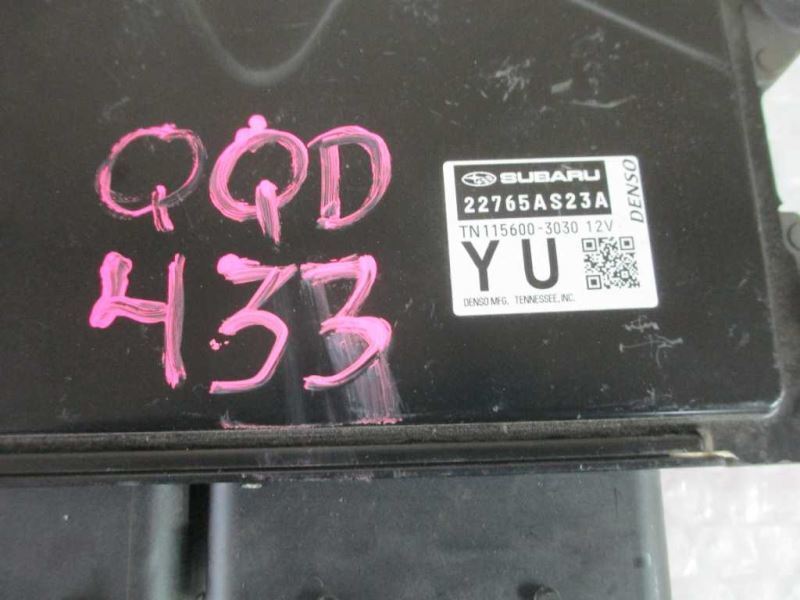 QQD
433
SUBARU
22765AS23A
TN115600-3030 12V
YU
DENSO MFG. TENNESSEE, INC.
DENSO